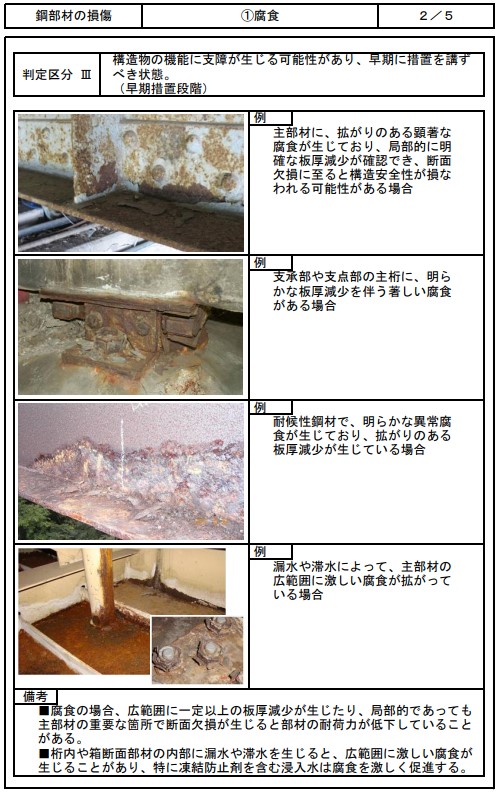 鋼部材の損傷
①腐食
2/5
判定区分 Ⅲ
構造物の機能に支障が生じる可能性があり、早期に措置を講ず
べき状態。
（早期措置段階）
例
主部材に、拡がりのある顕著な
腐食が生じており、局部的に明
確な板厚減少が確認でき、断面
欠損に至ると構造安全性が損な
われる可能性がある場合
例
支承部や支点部の主桁に、明ら
かな板厚減少を伴う著しい腐食
がある場合
例
耐候性鋼材で、明らかな異常腐
食が生じており、拡がりのある
板厚減少が生じている場合
例
漏水や滞水によって、主部材の
広範囲に激しい腐食が拡がって
いる場合
備考
■腐食の場合、広範囲に一定以上の板厚減少が生じたり、局部的であっても
主部材の重要な箇所で断面欠損が生じると部材の耐荷力が低下していること
がある。
■桁内や箱断面部材の内部に漏水や滞水を生じると、広範囲に激しい腐食が
生じることがあり、特に凍結防止剤を含む浸入水は腐食を激しく促進する。